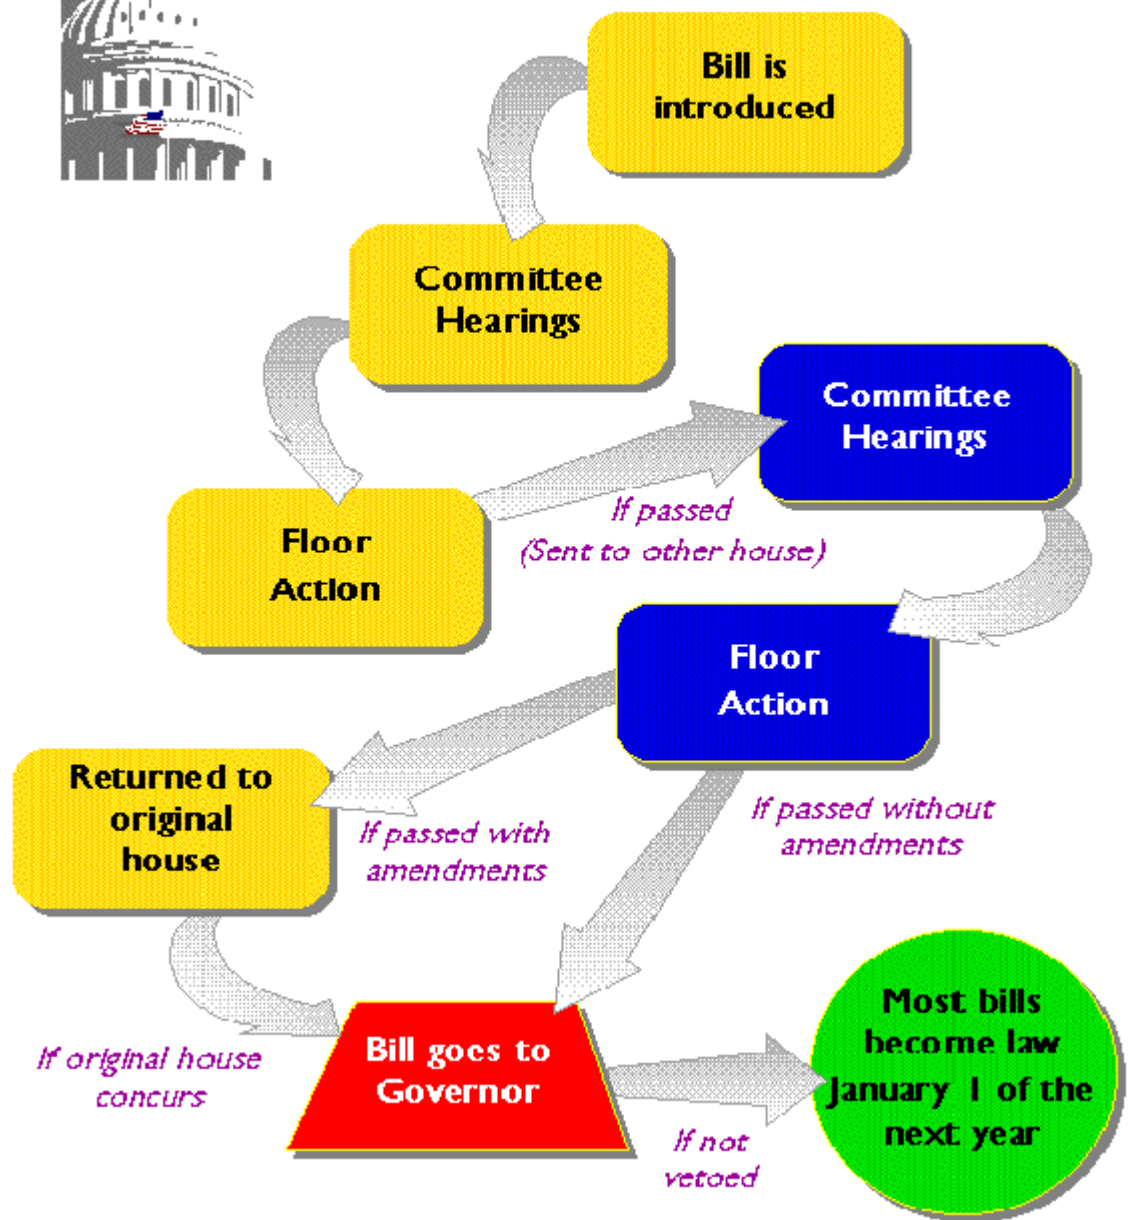 Bill is
introduced
Committee
Hearings
Committee
Hearings
If passed
(Sent to other house)
Floor
Action
Floor
Action
Returned to
original
house
If passed with
amendments
If passed without
amendments
If original house
concurs
Bill goes to
Governor
If not
vetoed
Most bills
become law
January 1 of the
next year